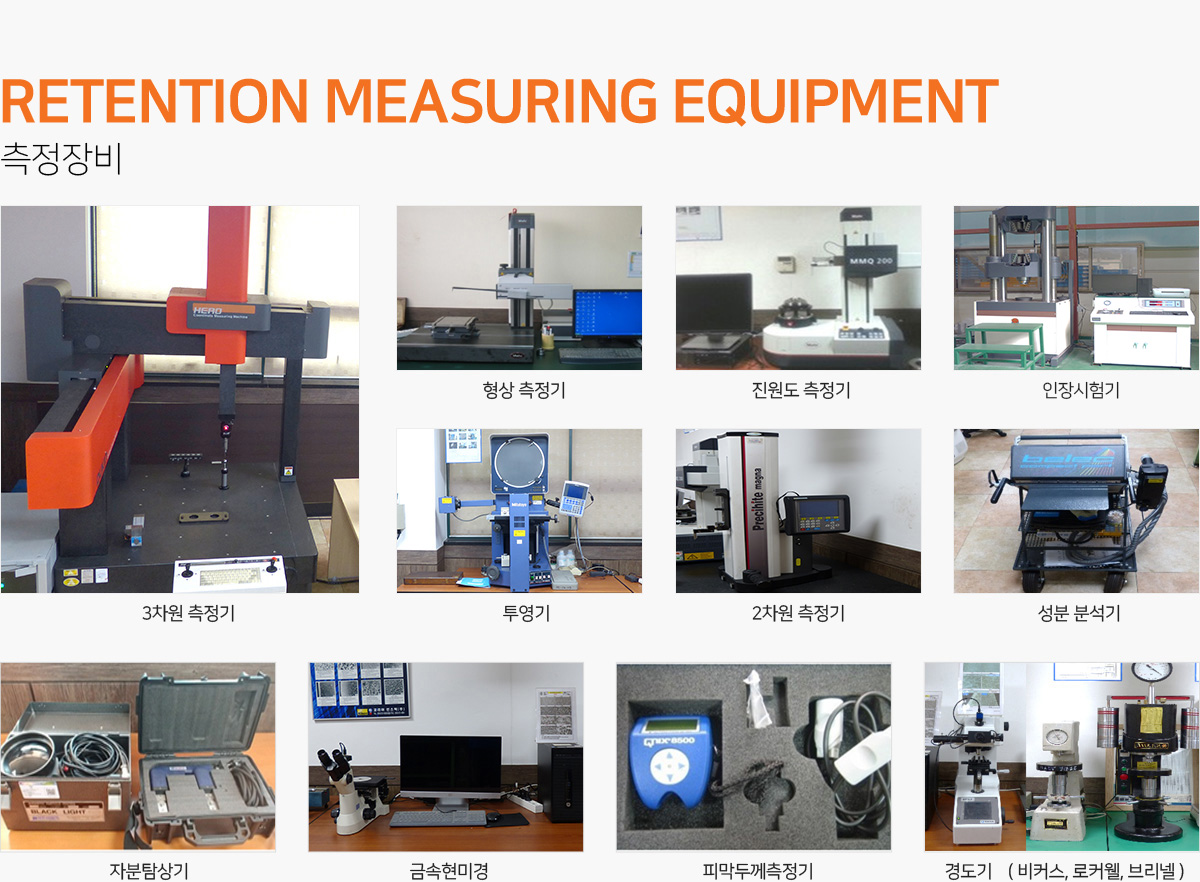 RETENTION MEASURING EQUIPMENT
측정장비
HERO
Coordinate Measuring Machine
MMQ 200
형상 측정기
진원도 측정기
인장시험기
belec
Precihite magna
3차원 측정기
투영기
2차원 측정기
성분 분석기
BLACK LIGHT
QNIX 8500
자분탐상기
금속현미경
피막두께측정기
경도기 ( 비커스, 로커웰, 브리넬 )